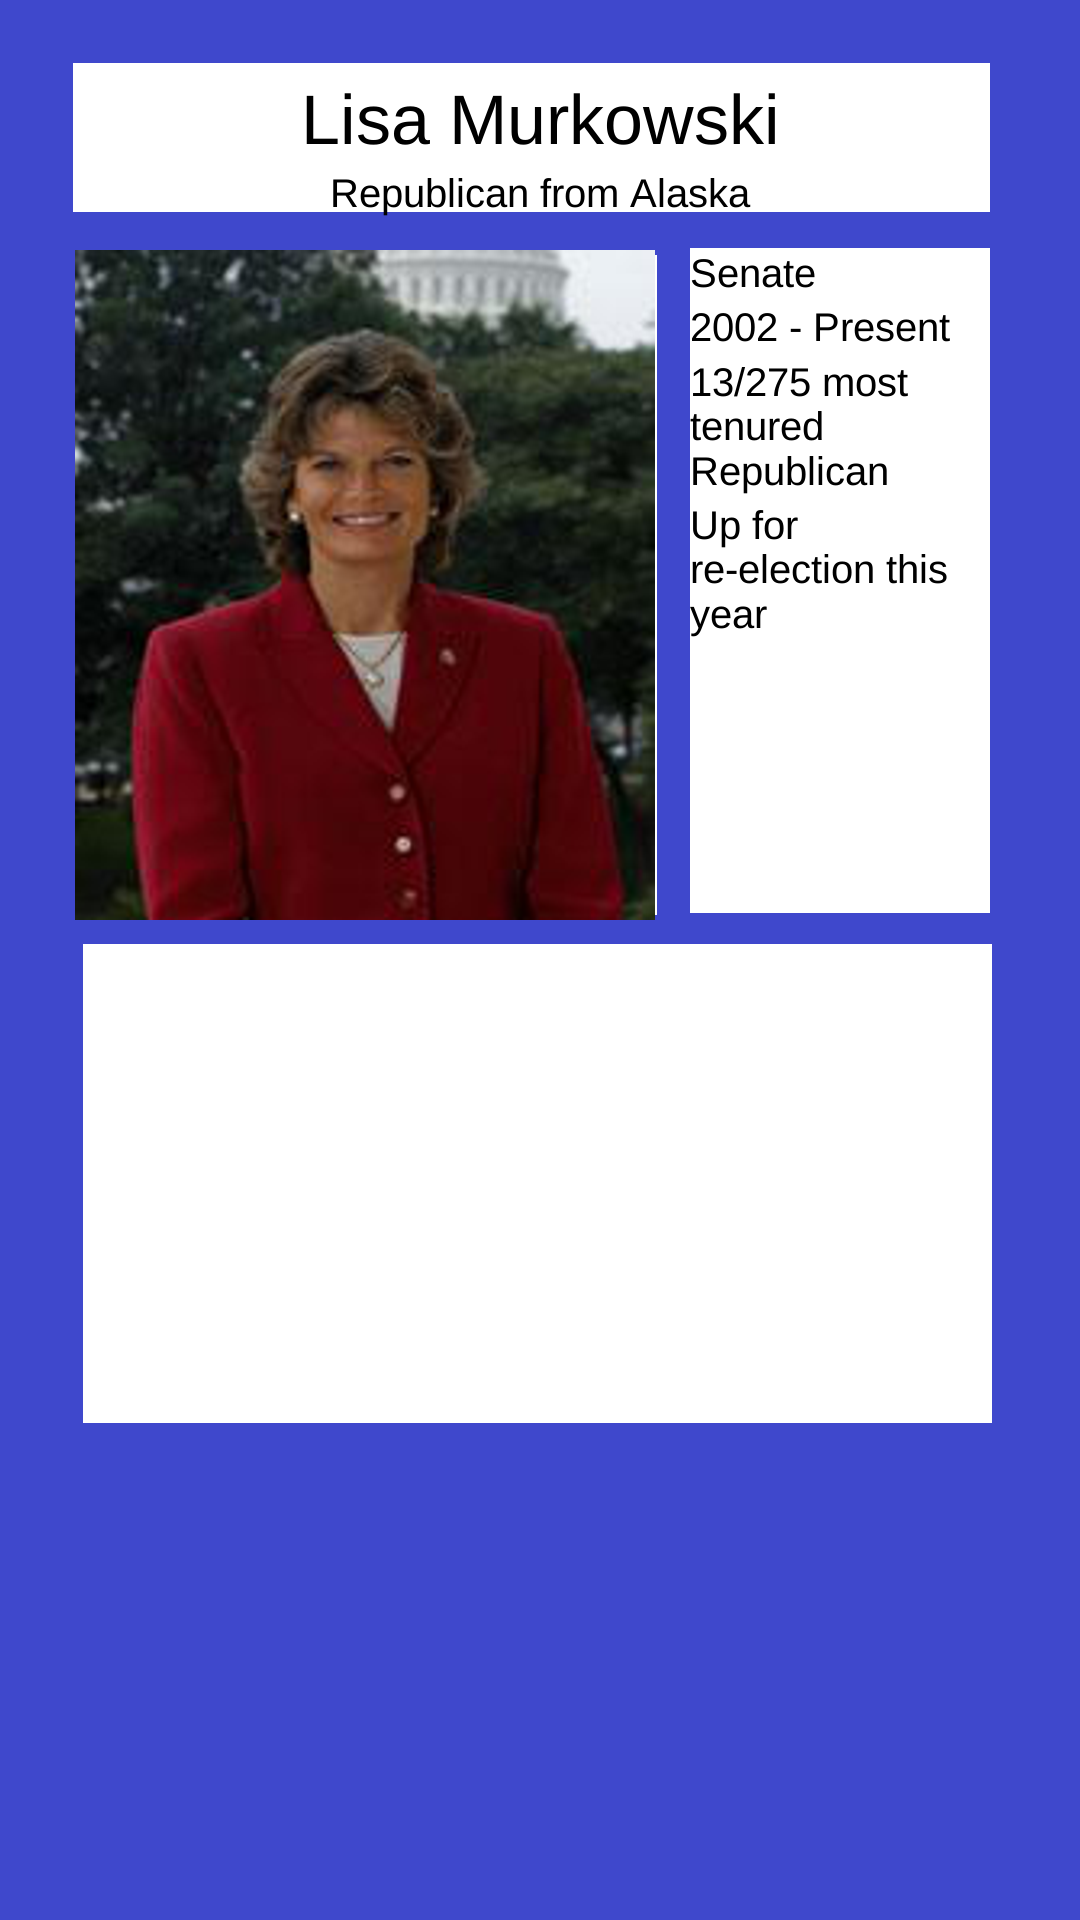 Lisa Murkowski
Republican from Alaska
Senate
2002 - Present
13/275 most
tenured
Republican
Up for
re-election this
year